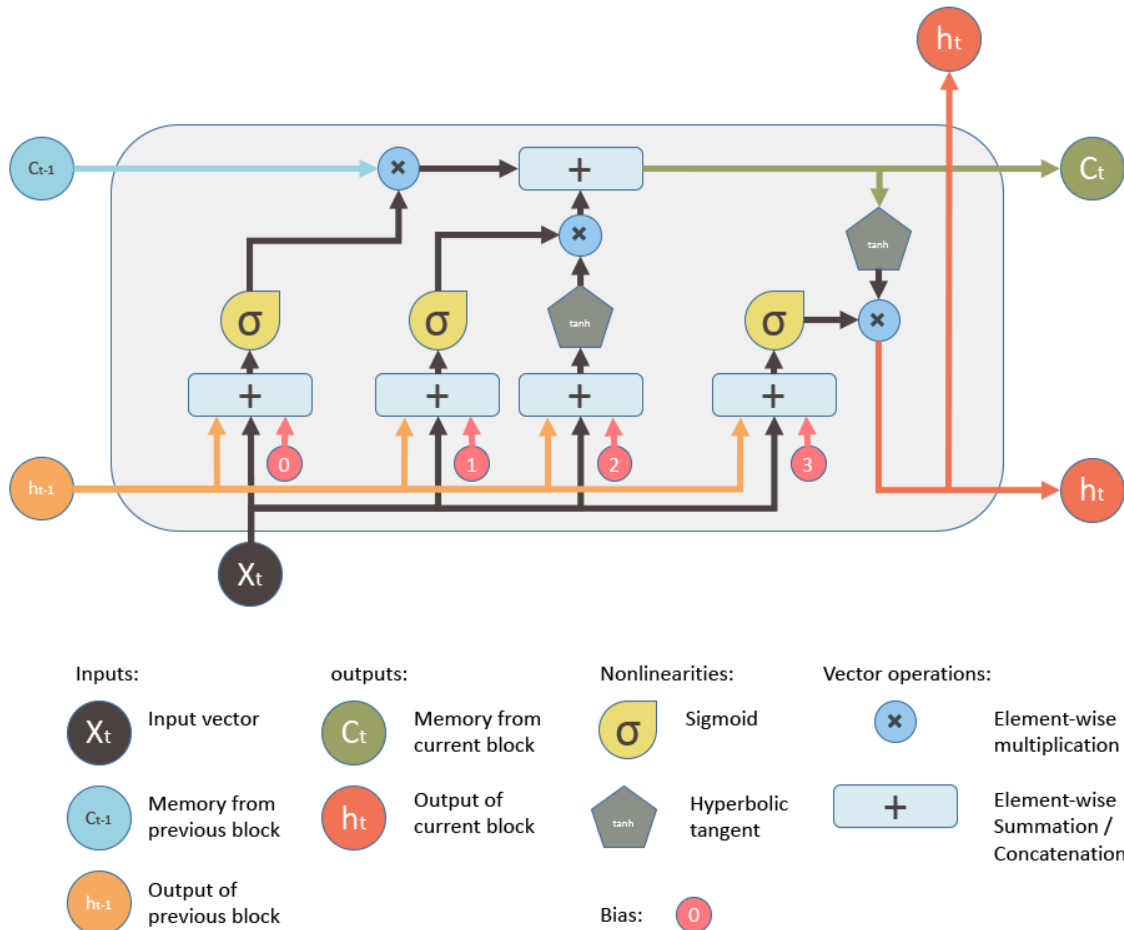 ht
Ct-1
×
+
Ct
×
tanh
σ
σ
tanh
σ
×
+
+
+
+
0
1
2
3
ht-1
ht
Xt
Inputs:
outputs:
Nonlinearities:
Vector operations:
Xt
Input vector
Ct
Memory from
current block
σ
Sigmoid
×
Element-wise
multiplication
Ct-1
Memory from
previous block
ht
Output of
current block
tanh
Hyperbolic
tangent
+
Element-wise
Summation /
Concatenation
ht-1
Output of
previous block
Bias:
0